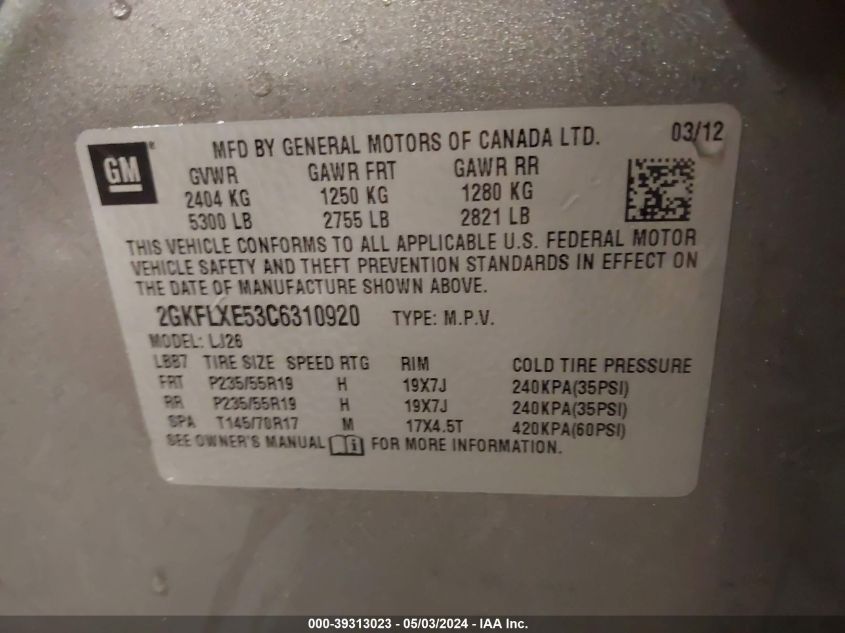 GM ®
MFD BY GENERAL MOTORS OF CANADA LTD. 03/12
GVWR GAWR FRT GAWR RR
2404 KG 1250 KG 1280 KG
5300 LB 2755 LB 2821 LB
THIS VEHICLE CONFORMS TO ALL APPLICABLE U.S. FEDERAL MOTOR
VEHICLE SAFETY AND THEFT PREVENTION STANDARDS IN EFFECT ON
THE DATE OF MANUFACTURE SHOWN ABOVE.
2GKFLXE53C6310920 TYPE: M.P.V.
MODEL: LJ26
LBB7 TIRE SIZE SPEED RTG RIM COLD TIRE PRESSURE
FRT P235/55R19 H 19X7J 240KPA(35PSI)
RR P235/55R19 H 19X7J 240KPA(35PSI)
SPA T145/70R17 M 17X4.5T 420KPA(60PSI)
SEE OWNER'S MANUAL FOR MORE INFORMATION.
000-39313023 - 05/03/2024 - IAA Inc.